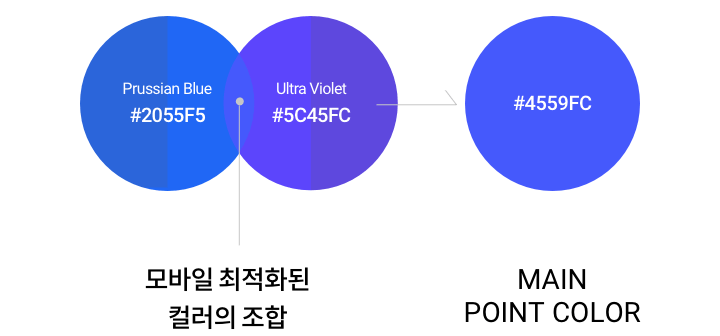 Prussian Blue
#2055F5
Ultra Violet
#5C45FC
#4559FC
모바일 최적화된
컬러의 조합
MAIN
POINT COLOR